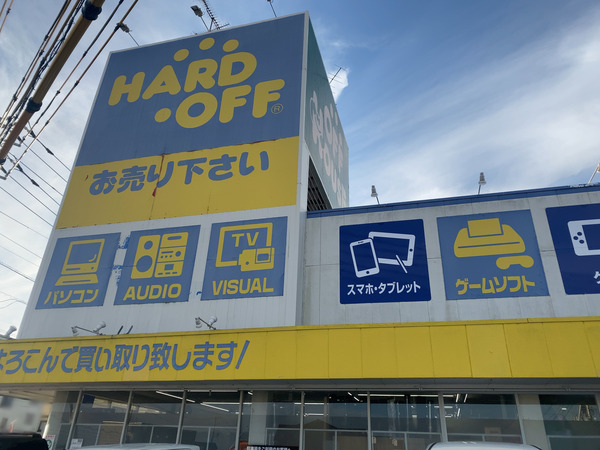 HARD
OFF®
お売り下さい
パソコン
AUDIO
TV
VISUAL
スマホ・タブレット
ゲームソフト
よろこんで買い取り致します!